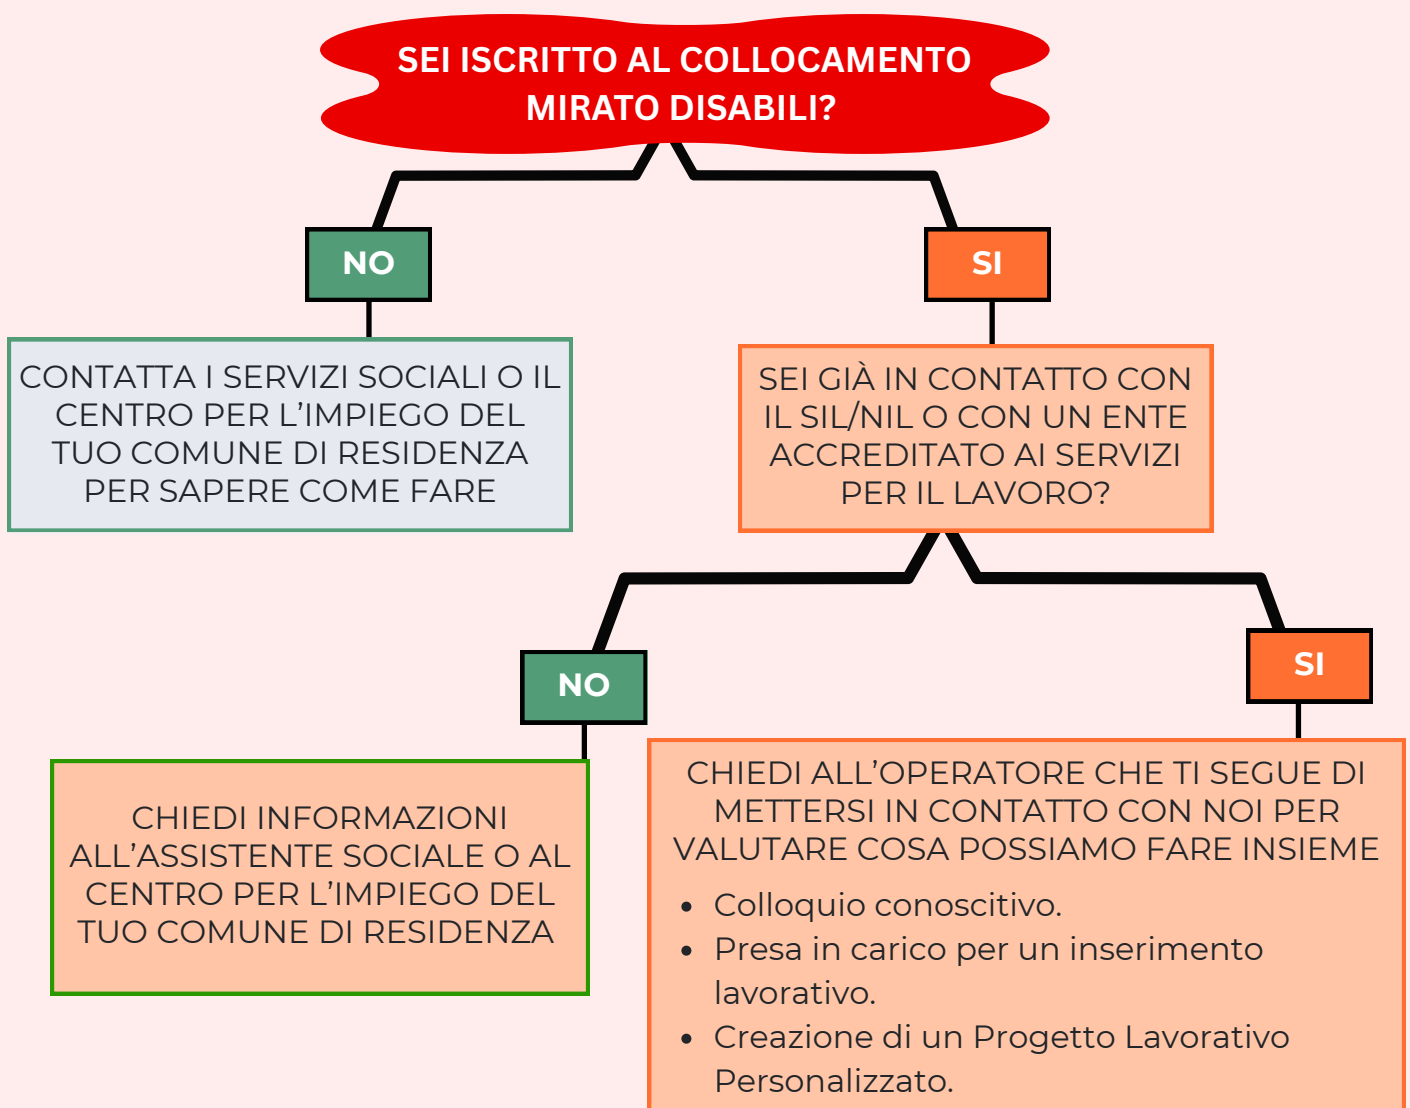 SEI ISCRITTO AL COLLOCAMENTO
MIRATO DISABILI?
NO
SI
CONTATTA I SERVIZI SOCIALI O IL
CENTRO PER L’IMPIEGO DEL
TUO COMUNE DI RESIDENZA
PER SAPERE COME FARE
SEI GIÀ IN CONTATTO CON
IL SIL/NIL O CON UN ENTE
ACCREDITATO AI SERVIZI
PER IL LAVORO?
NO
SI
CHIEDI INFORMAZIONI
ALL’ASSISTENTE SOCIALE O AL
CENTRO PER L’IMPIEGO DEL
TUO COMUNE DI RESIDENZA
CHIEDI ALL’OPERATORE CHE TI SEGUE DI
METTERSI IN CONTATTO CON NOI PER
VALUTARE COSA POSSIAMO FARE INSIEME
• Colloquio conoscitivo.
• Presa in carico per un inserimento
lavorativo.
• Creazione di un Progetto Lavorativo
Personalizzato.